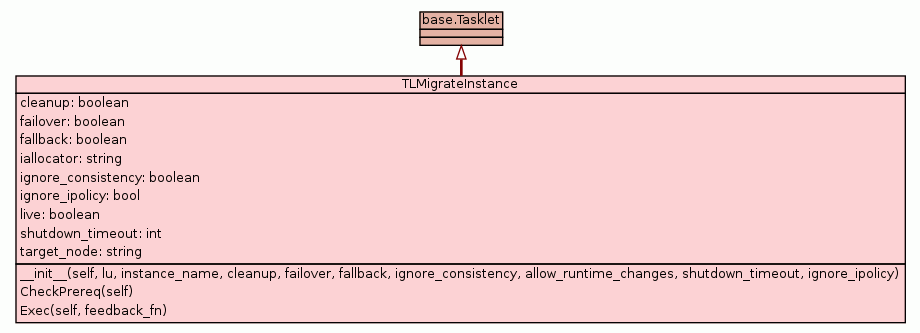 base.Tasklet
TLMigrateInstance
cleanup: boolean
failover: boolean
fallback: boolean
iallocator: string
ignore_consistency: boolean
ignore_ipolicy: bool
live: boolean
shutdown_timeout: int
target_node: string
__init__(self, lu, instance_name, cleanup, failover, fallback, ignore_consistency, allow_runtime_changes, shutdown_timeout, ignore_ipolicy)
CheckPrereq(self)
Exec(self, feedback_fn)